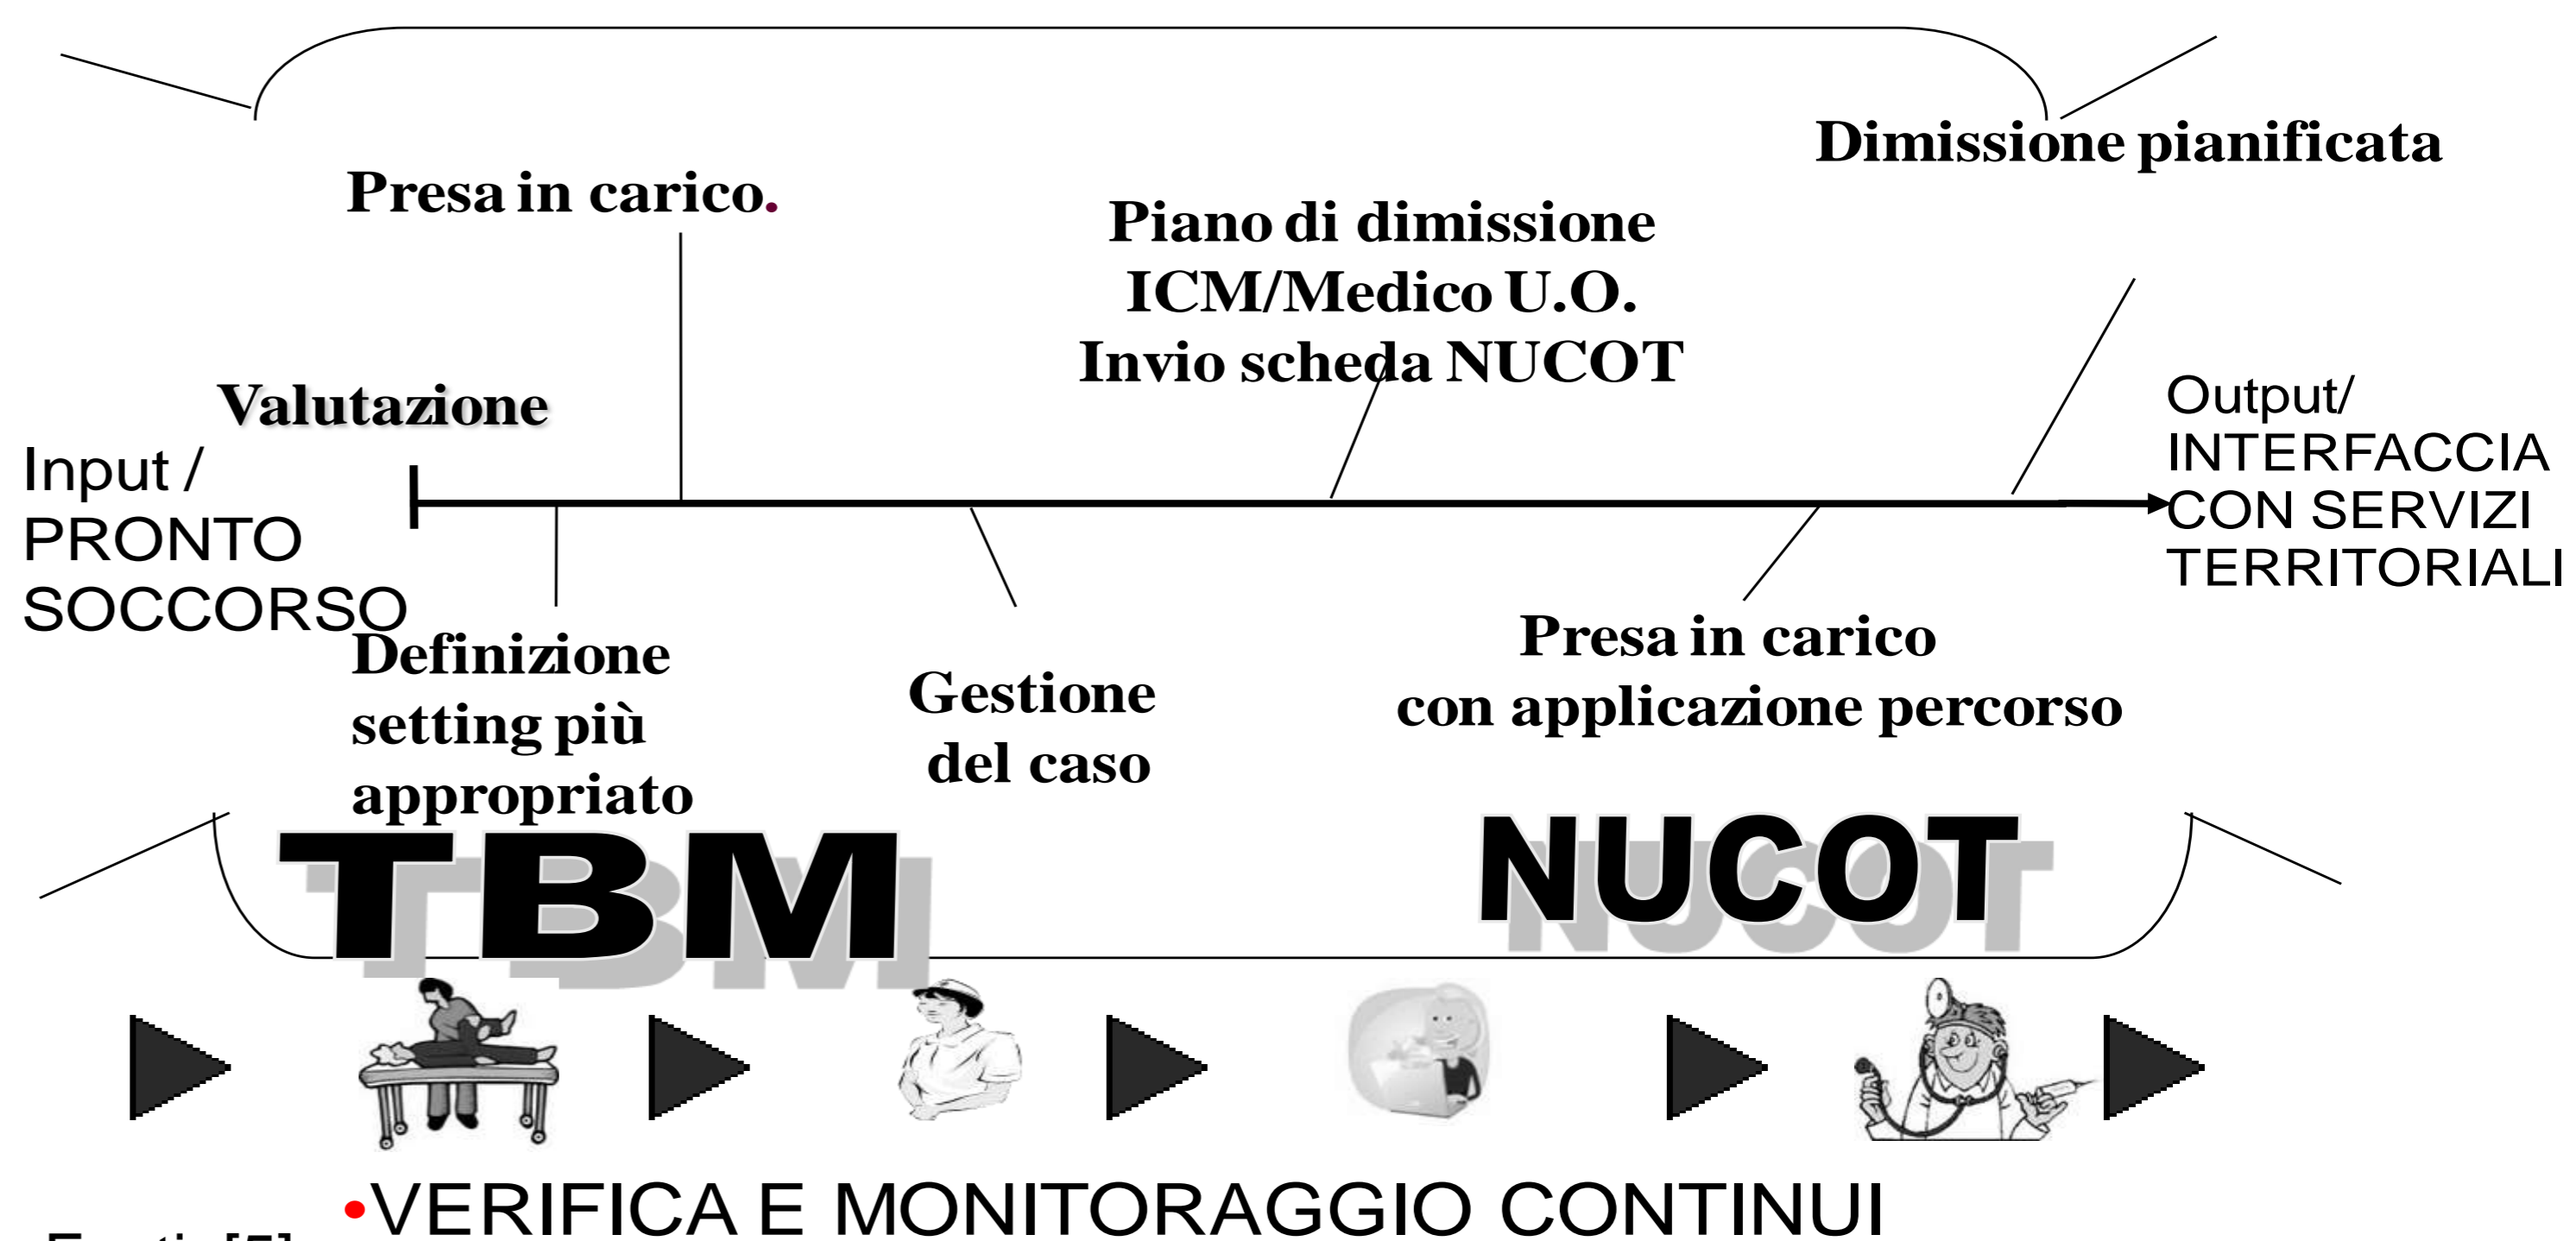 Dimissione pianificata
Presa in carico.
Piano di dimissione
ICM/Medico U.O.
Invio scheda NUCOT
Valutazione
Input /
PRONTO
SOCCORSO
Output/
INTERFACCIA
CON SERVIZI
TERRITORIALI
Definizione
setting più
appropriato
Gestione
del caso
Presa in carico
con applicazione percorso
TBM
NUCOT
•VERIFICA E MONITORAGGIO CONTINUI